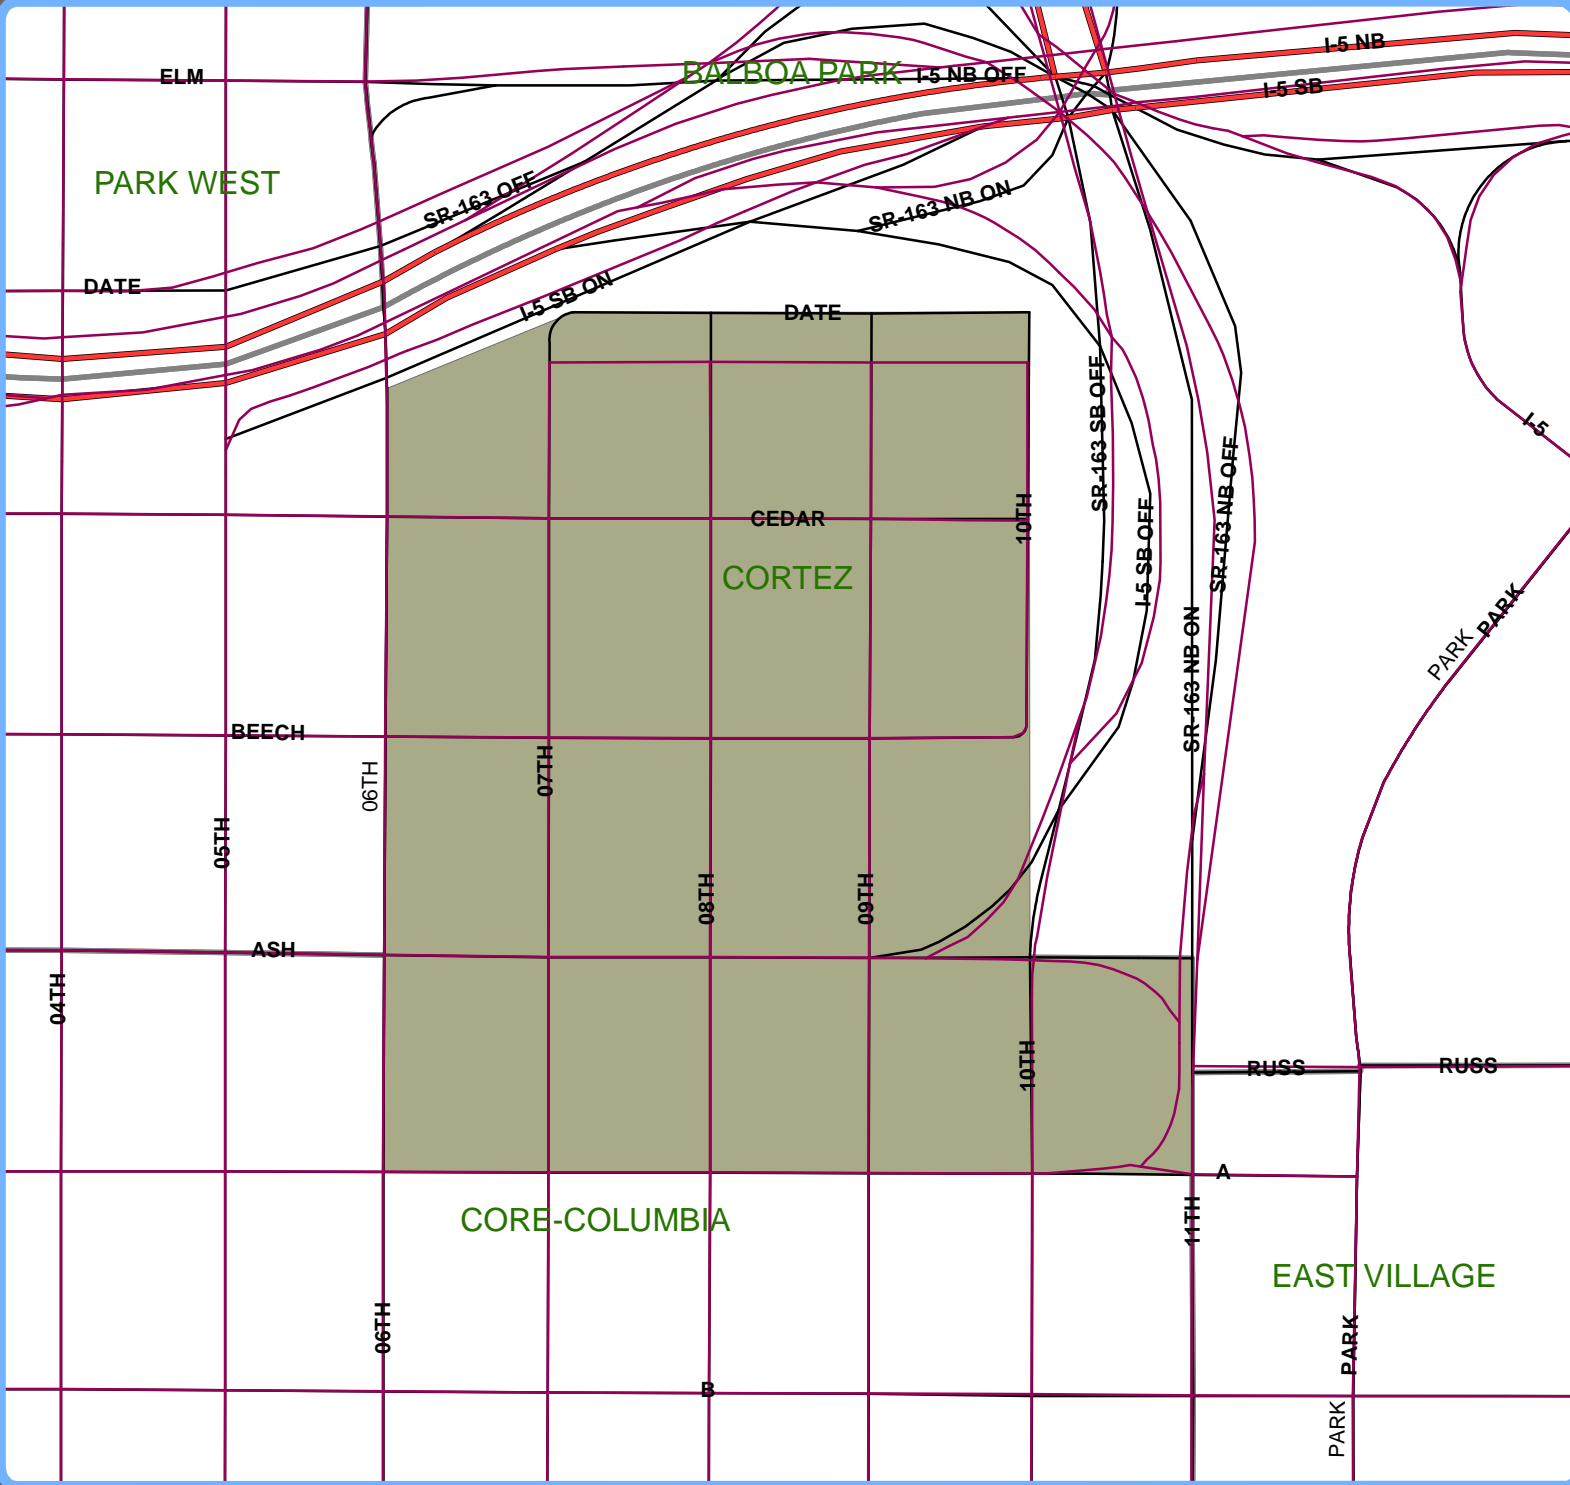 I-5 NB
ELM
BALBOA PARK
I-5 NB OFF
I-5 SB
PARK WEST
SR-163 OFF
SR-163 NB ON
DATE
I-5 SB ON
DATE
I-5
SR-163 SB OFF
CEDAR
10TH
SR-163 NB OFF
I-5 SB OFF
CORTEZ
PARK
PARK
SR-163 NB ON
BEECH
07TH
06TH
05TH
08TH
09TH
ASH
04TH
10TH
RUSS
RUSS
A
CORE-COLUMBIA
11TH
EAST VILLAGE
06TH
PARK
B
PARK